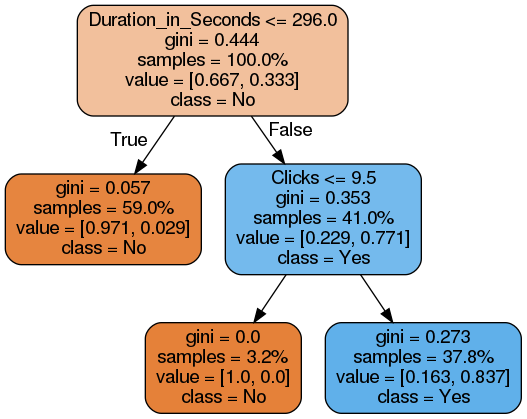 Duration_in_Seconds <= 296.0
gini = 0.444
samples = 100.0%
value = [0.667, 0.333]
class = No
True
False
gini = 0.057
samples = 59.0%
value = [0.971, 0.029]
class = No
Clicks <= 9.5
gini = 0.353
samples = 41.0%
value = [0.229, 0.771]
class = Yes
gini = 0.0
samples = 3.2%
value = [1.0, 0.0]
class = No
gini = 0.273
samples = 37.8%
value = [0.163, 0.837]
class = Yes